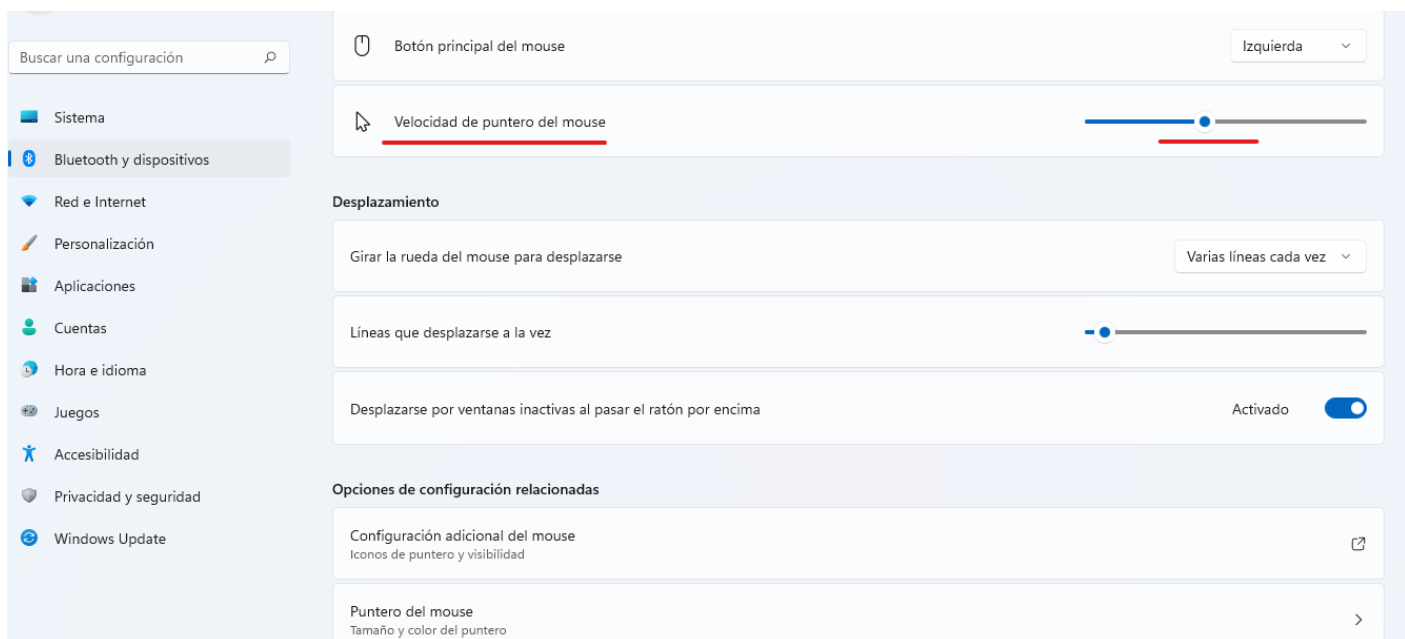 Buscar una configuración
Sistema
Bluetooth y dispositivos
Red e Internet
Personalización
Aplicaciones
Cuentas
Hora e idioma
Juegos
Accesibilidad
Privacidad y seguridad
Windows Update
Botón principal del mouse
Izquierda
Velocidad de puntero del mouse
Desplazamiento
Girar la rueda del mouse para desplazarse
Varias líneas cada vez
Líneas que desplazarse a la vez
Desplazarse por ventanas inactivas al pasar el ratón por encima
Activado
Opciones de configuración relacionadas
Configuración adicional del mouse
Iconos de puntero y visibilidad
Puntero del mouse
Tamaño y color del puntero